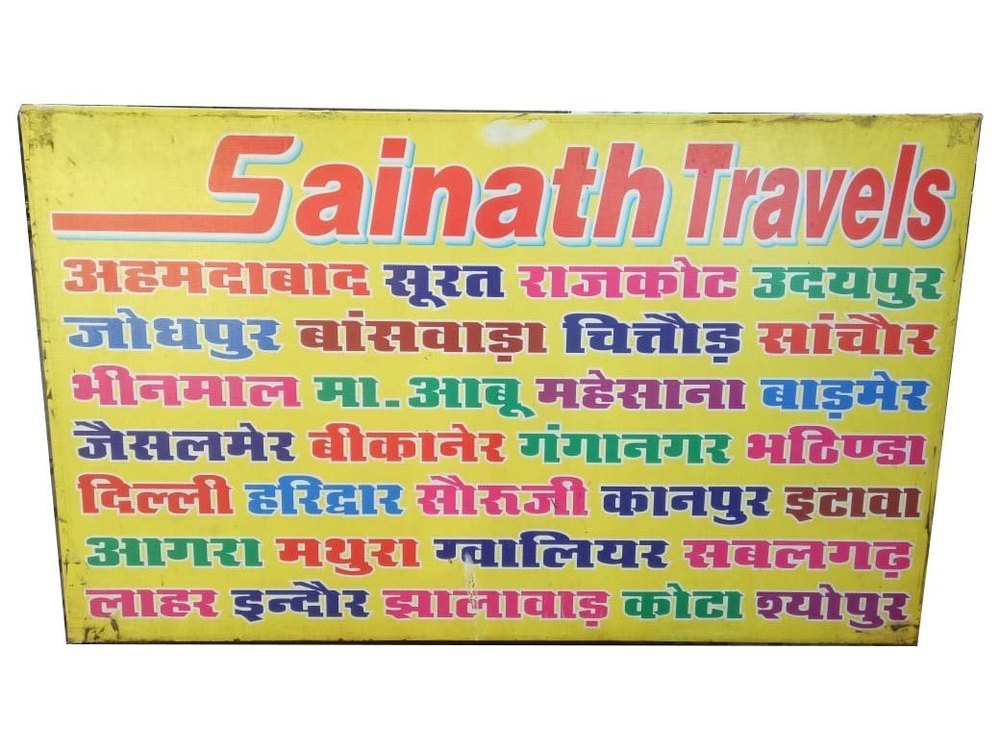 Sainath Travels
अहमदाबाद सूरत राजकोट उदयपुर
जोधपुर बांसवाड़ा चित्तौड़ सांचौर
भीनमाल मा. आबू महेसाना बाड़मेर
जैसलमेर बीकानेर गंगानगर भठिण्डा
दिल्ली हरिद्वार सौरूजी कानपुर इटावा
आगरा मथुरा ग्वालियर सबलगढ़
लाहर इन्दौर झालावाड़ कोटा श्योपुर